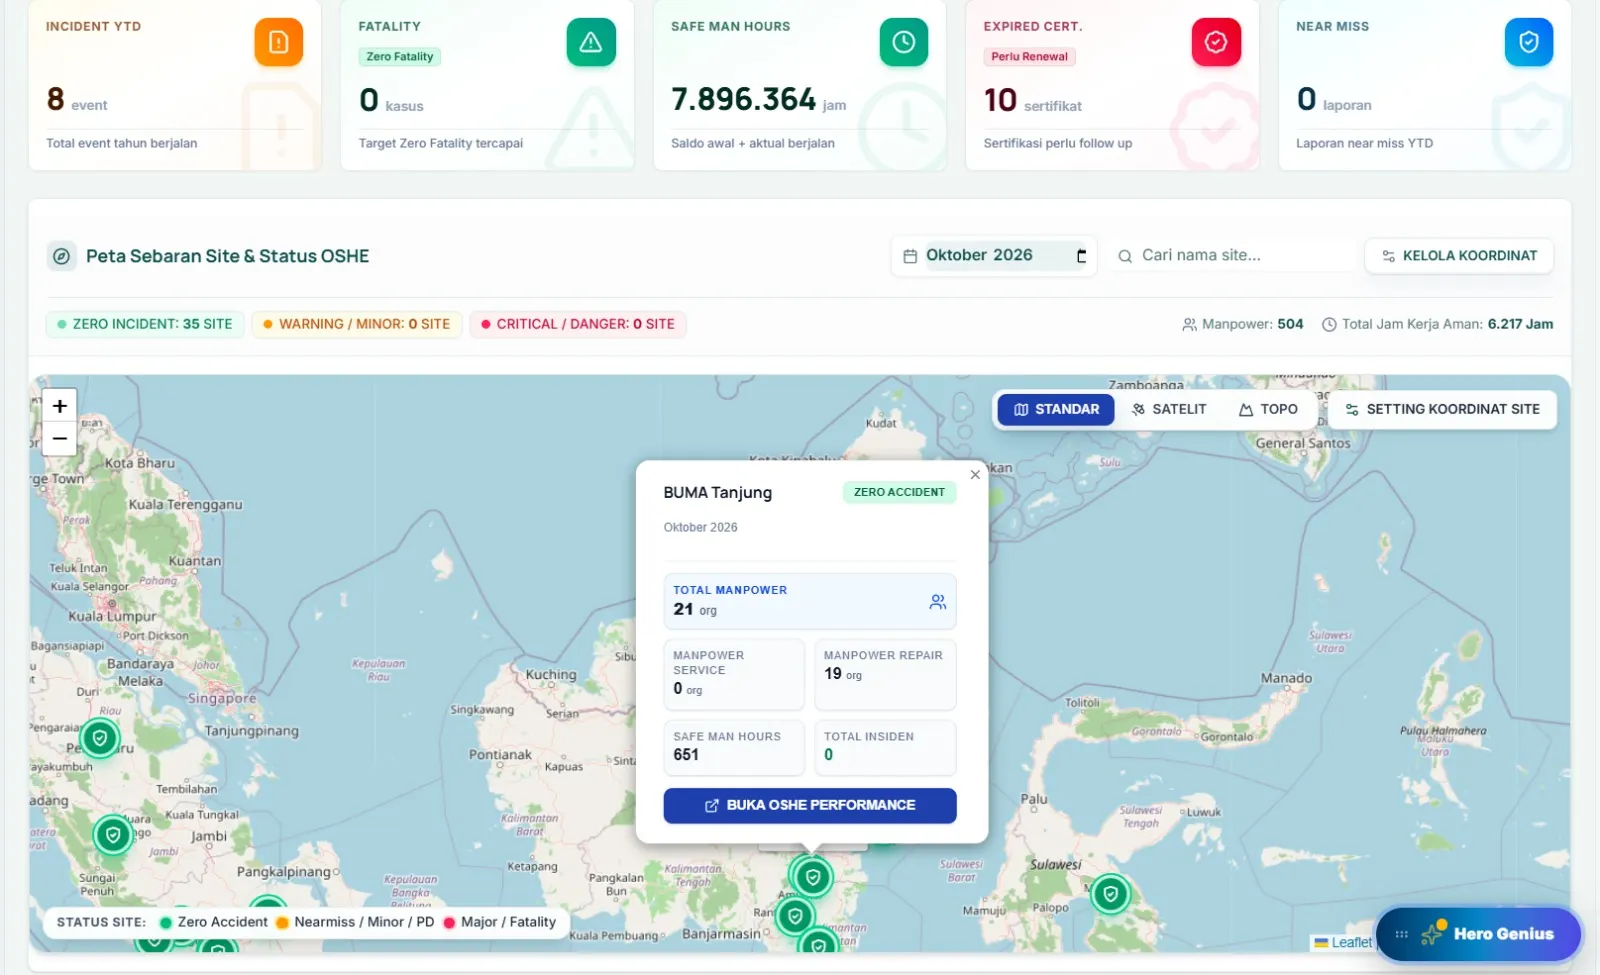 INCIDENT YTD
8 event
Total event tahun berjalan
FATALITY
Zero Fatality
0 kasus
Target Zero Fatality tercapai
SAFE MAN HOURS
7.896.364 jam
Saldo awal + aktual berjalan
EXPIRED CERT.
Perlu Renewal
10 sertifikat
Sertifikasi perlu follow up
NEAR MISS
0 laporan
Laporan near miss YTD
Peta Sebaran Site & Status OSHE
Oktober 2026
Cari nama site...
KELOLA KOORDINAT
ZERO INCIDENT: 35 SITE
WARNING / MINOR: 0 SITE
CRITICAL / DANGER: 0 SITE
Manpower: 504
Total Jam Kerja Aman: 6.217 Jam
+
−
STANDAR
SATELIT
TOPO
SETTING KOORDINAT SITE
Zamboanga
General Santos
Sulu
Kudat
Kota Bharu
Kuala Terengganu
Perak
Kuantan
Teluk Intan
Kuala Selangor
Pahang
Kuala Lumpur
Port Dickson
Bagansiapiapi
Bandaraya
Melaka
Johor
Duri
Riau
Singapore
Tanjungpinang
Kepulauan
Riau
Kuching
Serian
Singkawang
Pontianak
Kapuas
Tembilahan
Kuala Tungkal
Jambi
Jambi
Sungai
Penuh
Pangkalpinang
Kepulauan
Bangka
Kalimantan
Barat
Ketapang
Kuala Pembuang
Pangkalan
Bun
Kalimantan
Tengah
Banjarmasin
BUMA Tanjung
ZERO ACCIDENT
Oktober 2026
TOTAL MANPOWER
21 org
MANPOWER
SERVICE
0 org
MANPOWER REPAIR
19 org
SAFE MAN HOURS
651
TOTAL INSIDEN
0
BUKA OSHE PERFORMANCE
×
Sulawesi
Utara
Manado
Tolitoli
Gorontalo
Gorontalo
Pulau Halmahera
Maluku
Utara
Palu
Sulawesi
Tengah
Luwuk
Sulawesi
Barat
Sulawesi
Mamuju
Palopo
STATUS SITE:
Zero Accident
Nearmiss / Minor / PD
Major / Fatality
Leaflet
Hero Genius